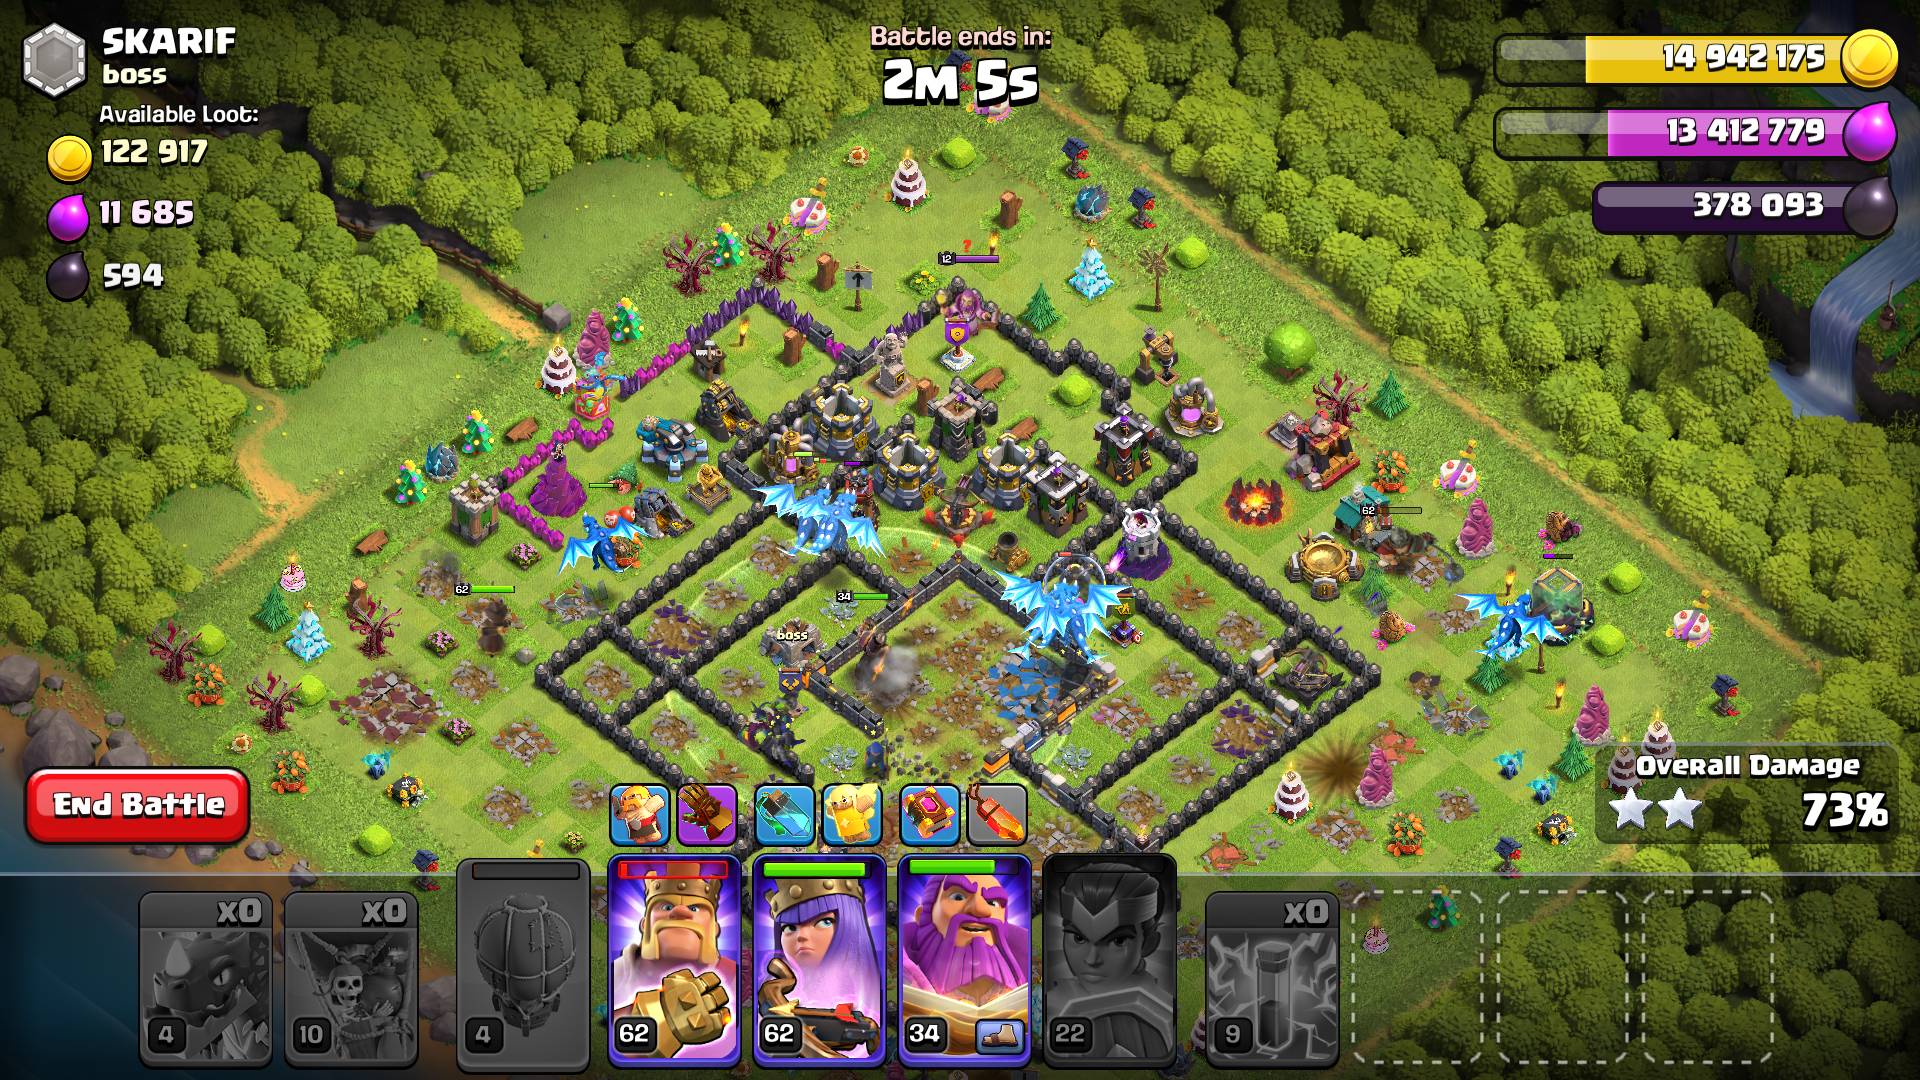 SKARIF
boss
Available Loot:
122 917
11 685
594
Battle ends in:
2M 5s
14 942 175
13 412 779
378 093
12
?
62
62
34
boss
End Battle
Overall Damage
73%
x0
4
x0
10
4
62
62
34
22
x0
9